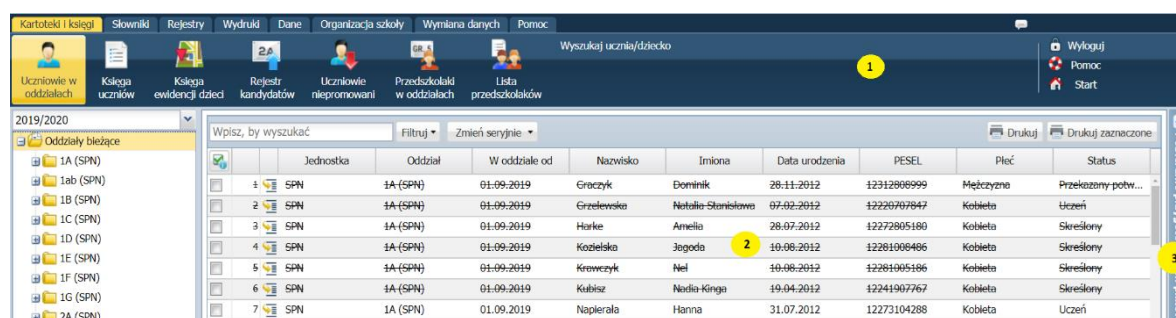 Kartoteki i księgi Słowniki Rejestry Wydruki Dane Organizacja szkoły Wymiana danych Pomoc
Uczniowie w oddziałach
Księga uczniów
Księga ewidencji dzieci
2A
Rejestr kandydatów
Uczniowie niepromowani
GR. 5
Przedszkolaki w oddziałach
Lista przedszkolaków
Wyszukaj ucznia/dziecko
1
Wyloguj
Pomoc
Start
2019/2020
Oddziały bieżące
1A (SPN)
1ab (SPN)
1B (SPN)
1C (SPN)
1D (SPN)
1E (SPN)
1F (SPN)
1G (SPN)
2A (SPN)
Wpisz, by wyszukać Filtruj Zmień seryjnie Drukuj Drukuj zaznaczone
Jednostka Oddział W oddziale od Nazwisko Imiona Data urodzenia PESEL Płeć Status
1 SPN 1A (SPN) 01.09.2019 Graczyk Dominik 28.11.2012 12312808999 Mężczyzna Przekazany potw...
2 SPN 1A (SPN) 01.09.2019 Grzelewska Natalia Stanisława 07.02.2012 12220707847 Kobieta Uczeń
3 SPN 1A (SPN) 01.09.2019 Harke Amelia 28.07.2012 12272805180 Kobieta Skreślony
4 SPN 1A (SPN) 01.09.2019 Kozielska Jagoda 2 10.08.2012 12281008486 Kobieta Skreślony
5 SPN 1A (SPN) 01.09.2019 Krawczyk Nel 10.08.2012 12281005186 Kobieta Skreślony
6 SPN 1A (SPN) 01.09.2019 Kubisz Nadia Kinga 19.04.2012 12241907767 Kobieta Skreślony
7 SPN 1A (SPN) 01.09.2019 Napierała Hanna 31.07.2012 12273104288 Kobieta Uczeń
3